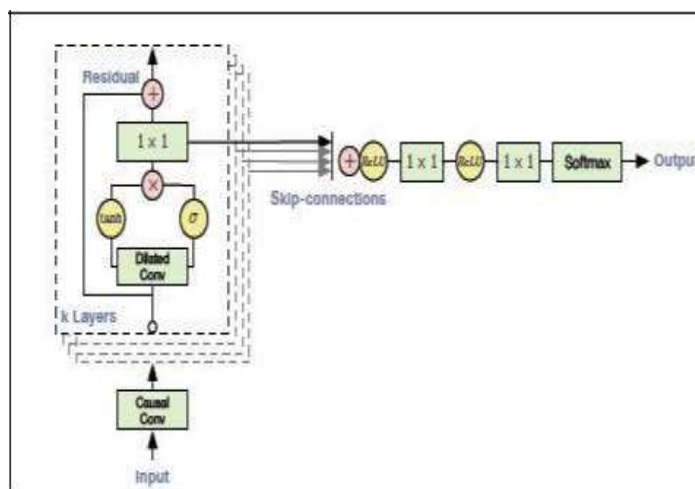 Residual
+
1 x 1
×
tanh
σ
Dilated
Conv
k Layers
Causal
Conv
Input
Skip-connections
+
ReLU
1 x 1
ReLU
1 x 1
Softmax
Output